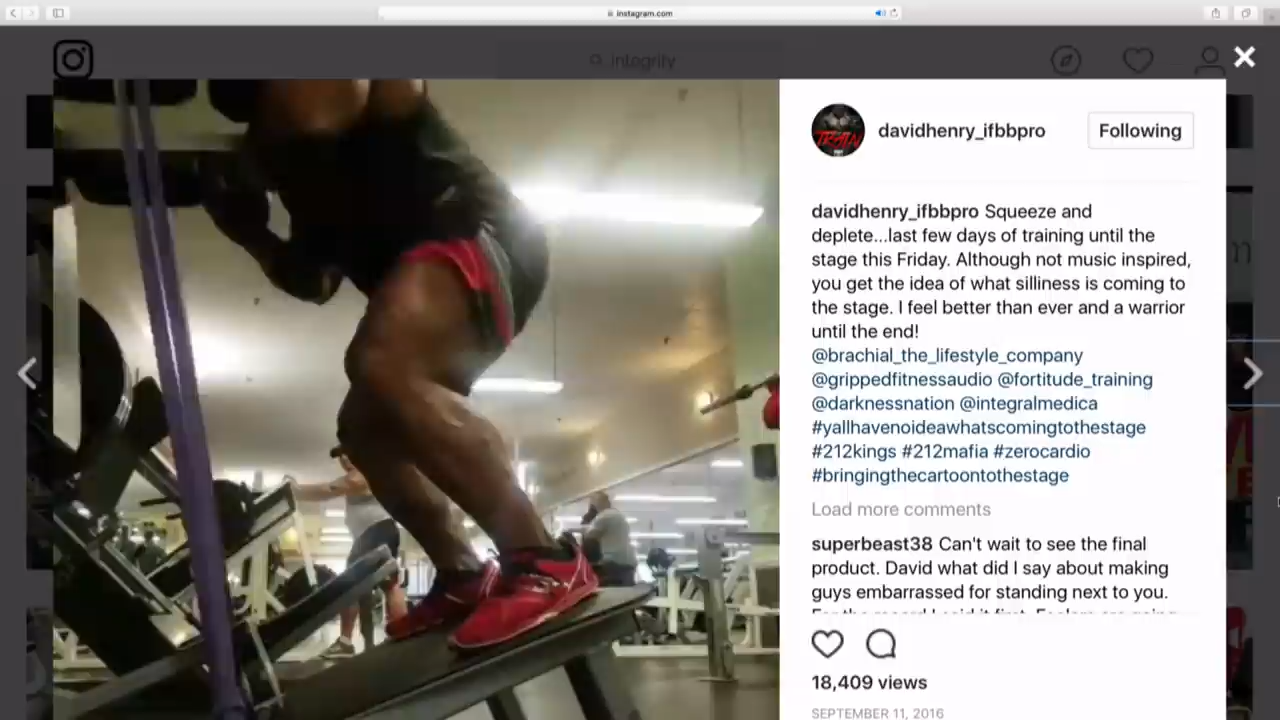 instagram.com
integrity
TRAIN
davidhenry_ifbbpro
Following
davidhenry_ifbbpro Squeeze and
deplete...last few days of training until the
stage this Friday. Although not music inspired,
you get the idea of what silliness is coming to
the stage. I feel better than ever and a warrior
until the end!
@brachial_the_lifestyle_company
@grippedfitnessaudio @fortitude_training
@darknessnation @integralmedica
#yallhavenoideawhatscomingtothestage
#212kings #212mafia #zerocardio
#bringingthecartoontothestage
Load more comments
superbeast38 Can't wait to see the final
product. David what did I say about making
guys embarrassed for standing next to you.
18,409 views
SEPTEMBER 11, 2016